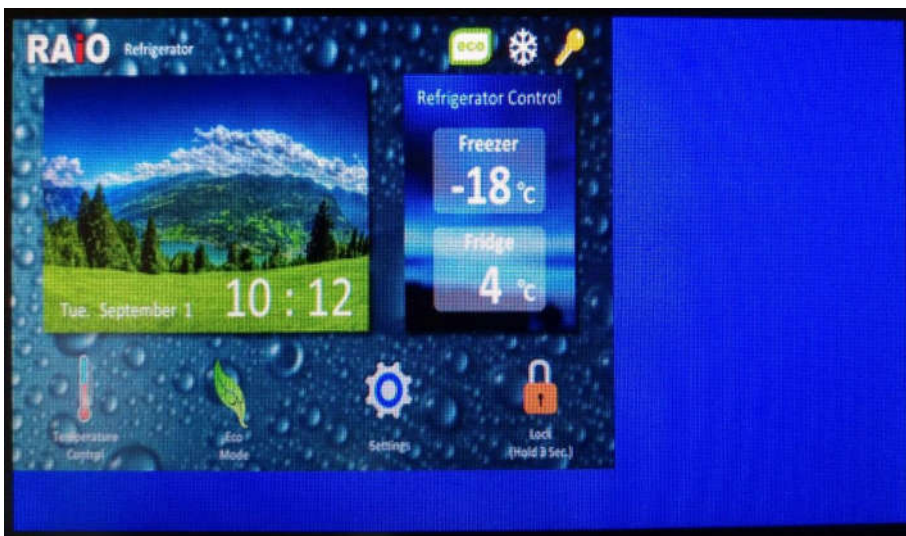 RAiO Refrigerator
eco
Refrigerator Control
Freezer
-18 °C
Fridge
4 °C
Tue. September 1 10 : 12
Temperature
Control
Eco
Mode
Settings
Lock
(Hold 3 Sec.)